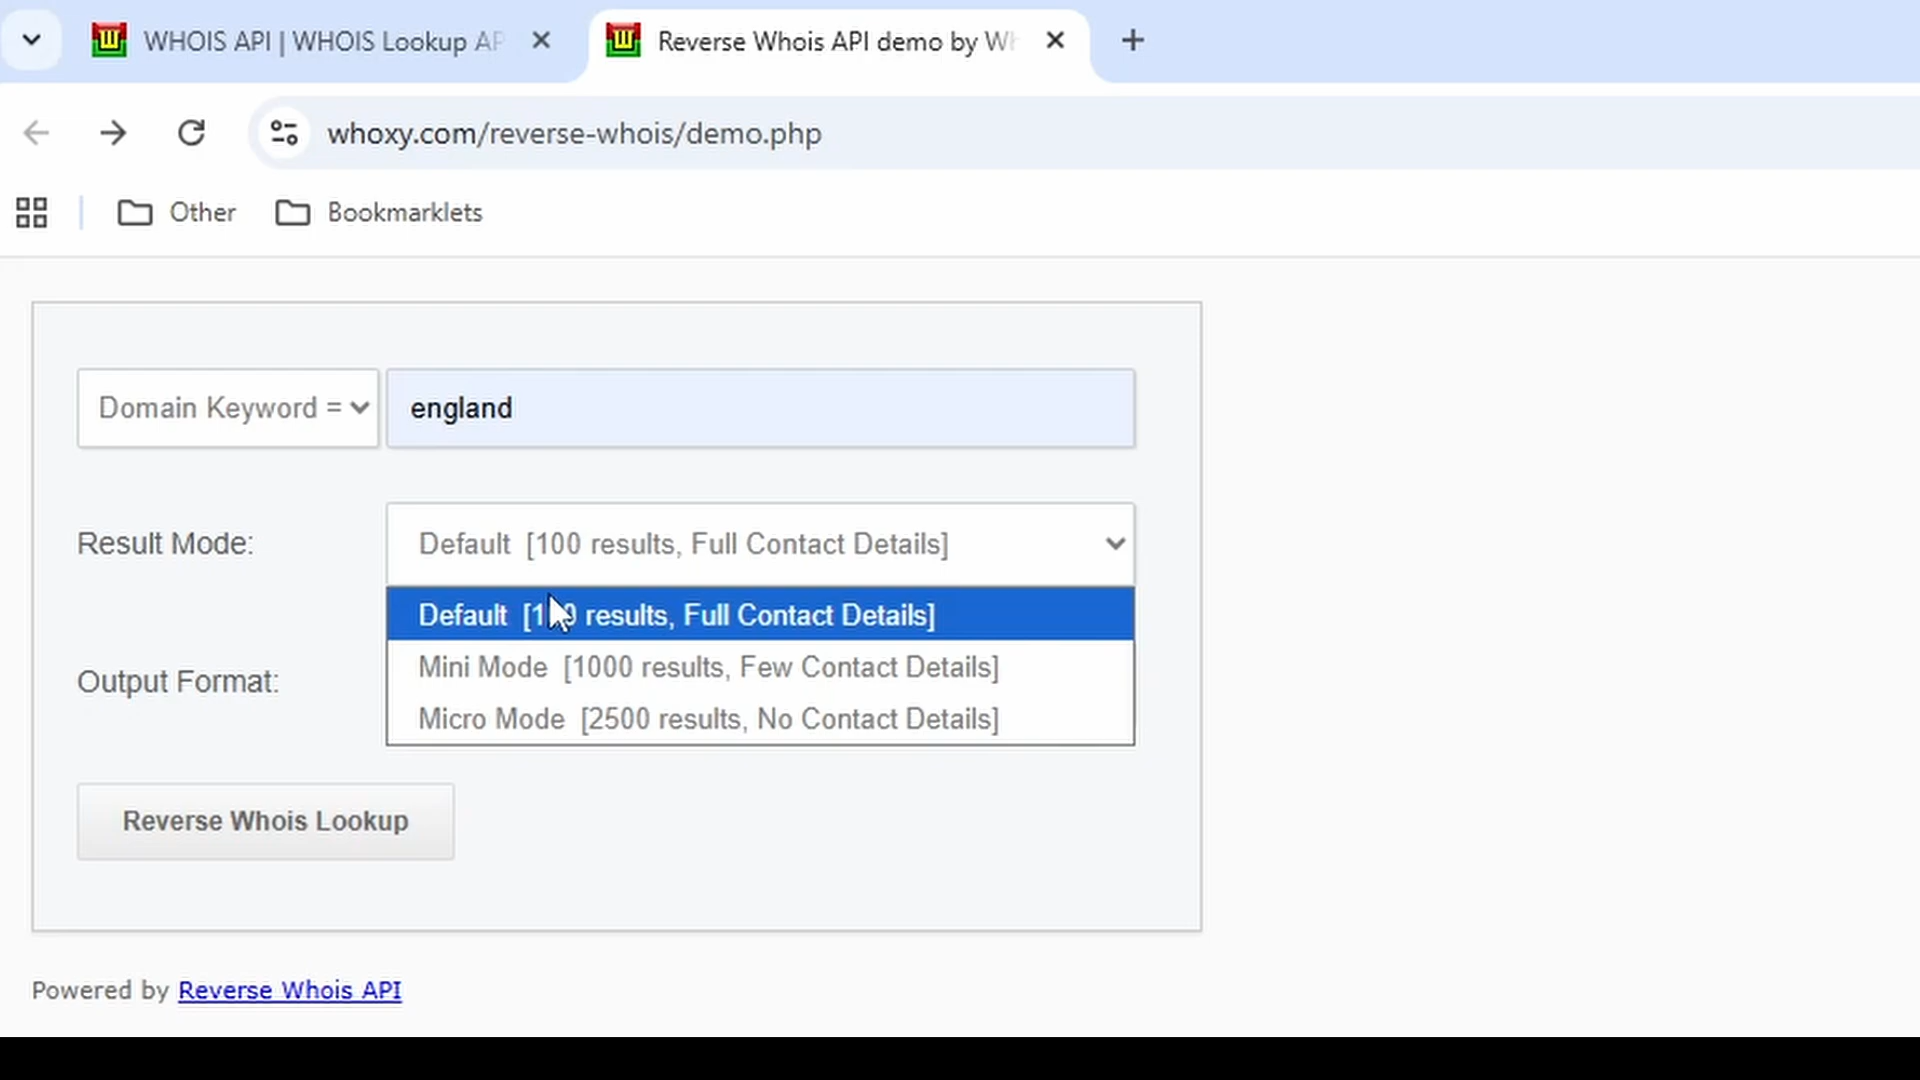 WHOIS API | WHOIS Lookup AP
Reverse Whois API demo by Wh
whoxy.com/reverse-whois/demo.php
Other
Bookmarklets
Domain Keyword =
england
Result Mode:
Default [100 results, Full Contact Details]
Default [100 results, Full Contact Details]
Mini Mode [1000 results, Few Contact Details]
Output Format:
Micro Mode [2500 results, No Contact Details]
Reverse Whois Lookup
Powered by Reverse Whois API